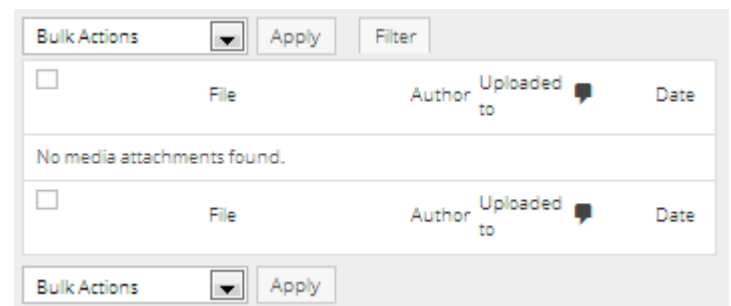 Bulk Actions Apply Filter
File Author Uploaded to Date
No media attachments found.
File Author Uploaded to Date
Bulk Actions Apply